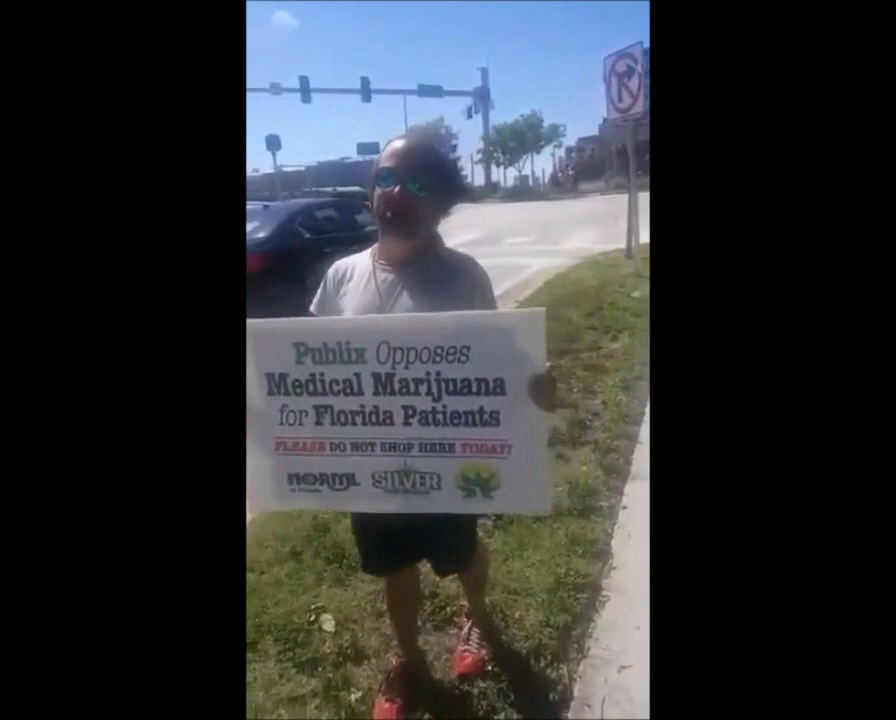 Publix Opposes
Medical Marijuana
for Florida Patients
PLEASE DO NOT SHOP HERE TODAY!
NORML SILVER